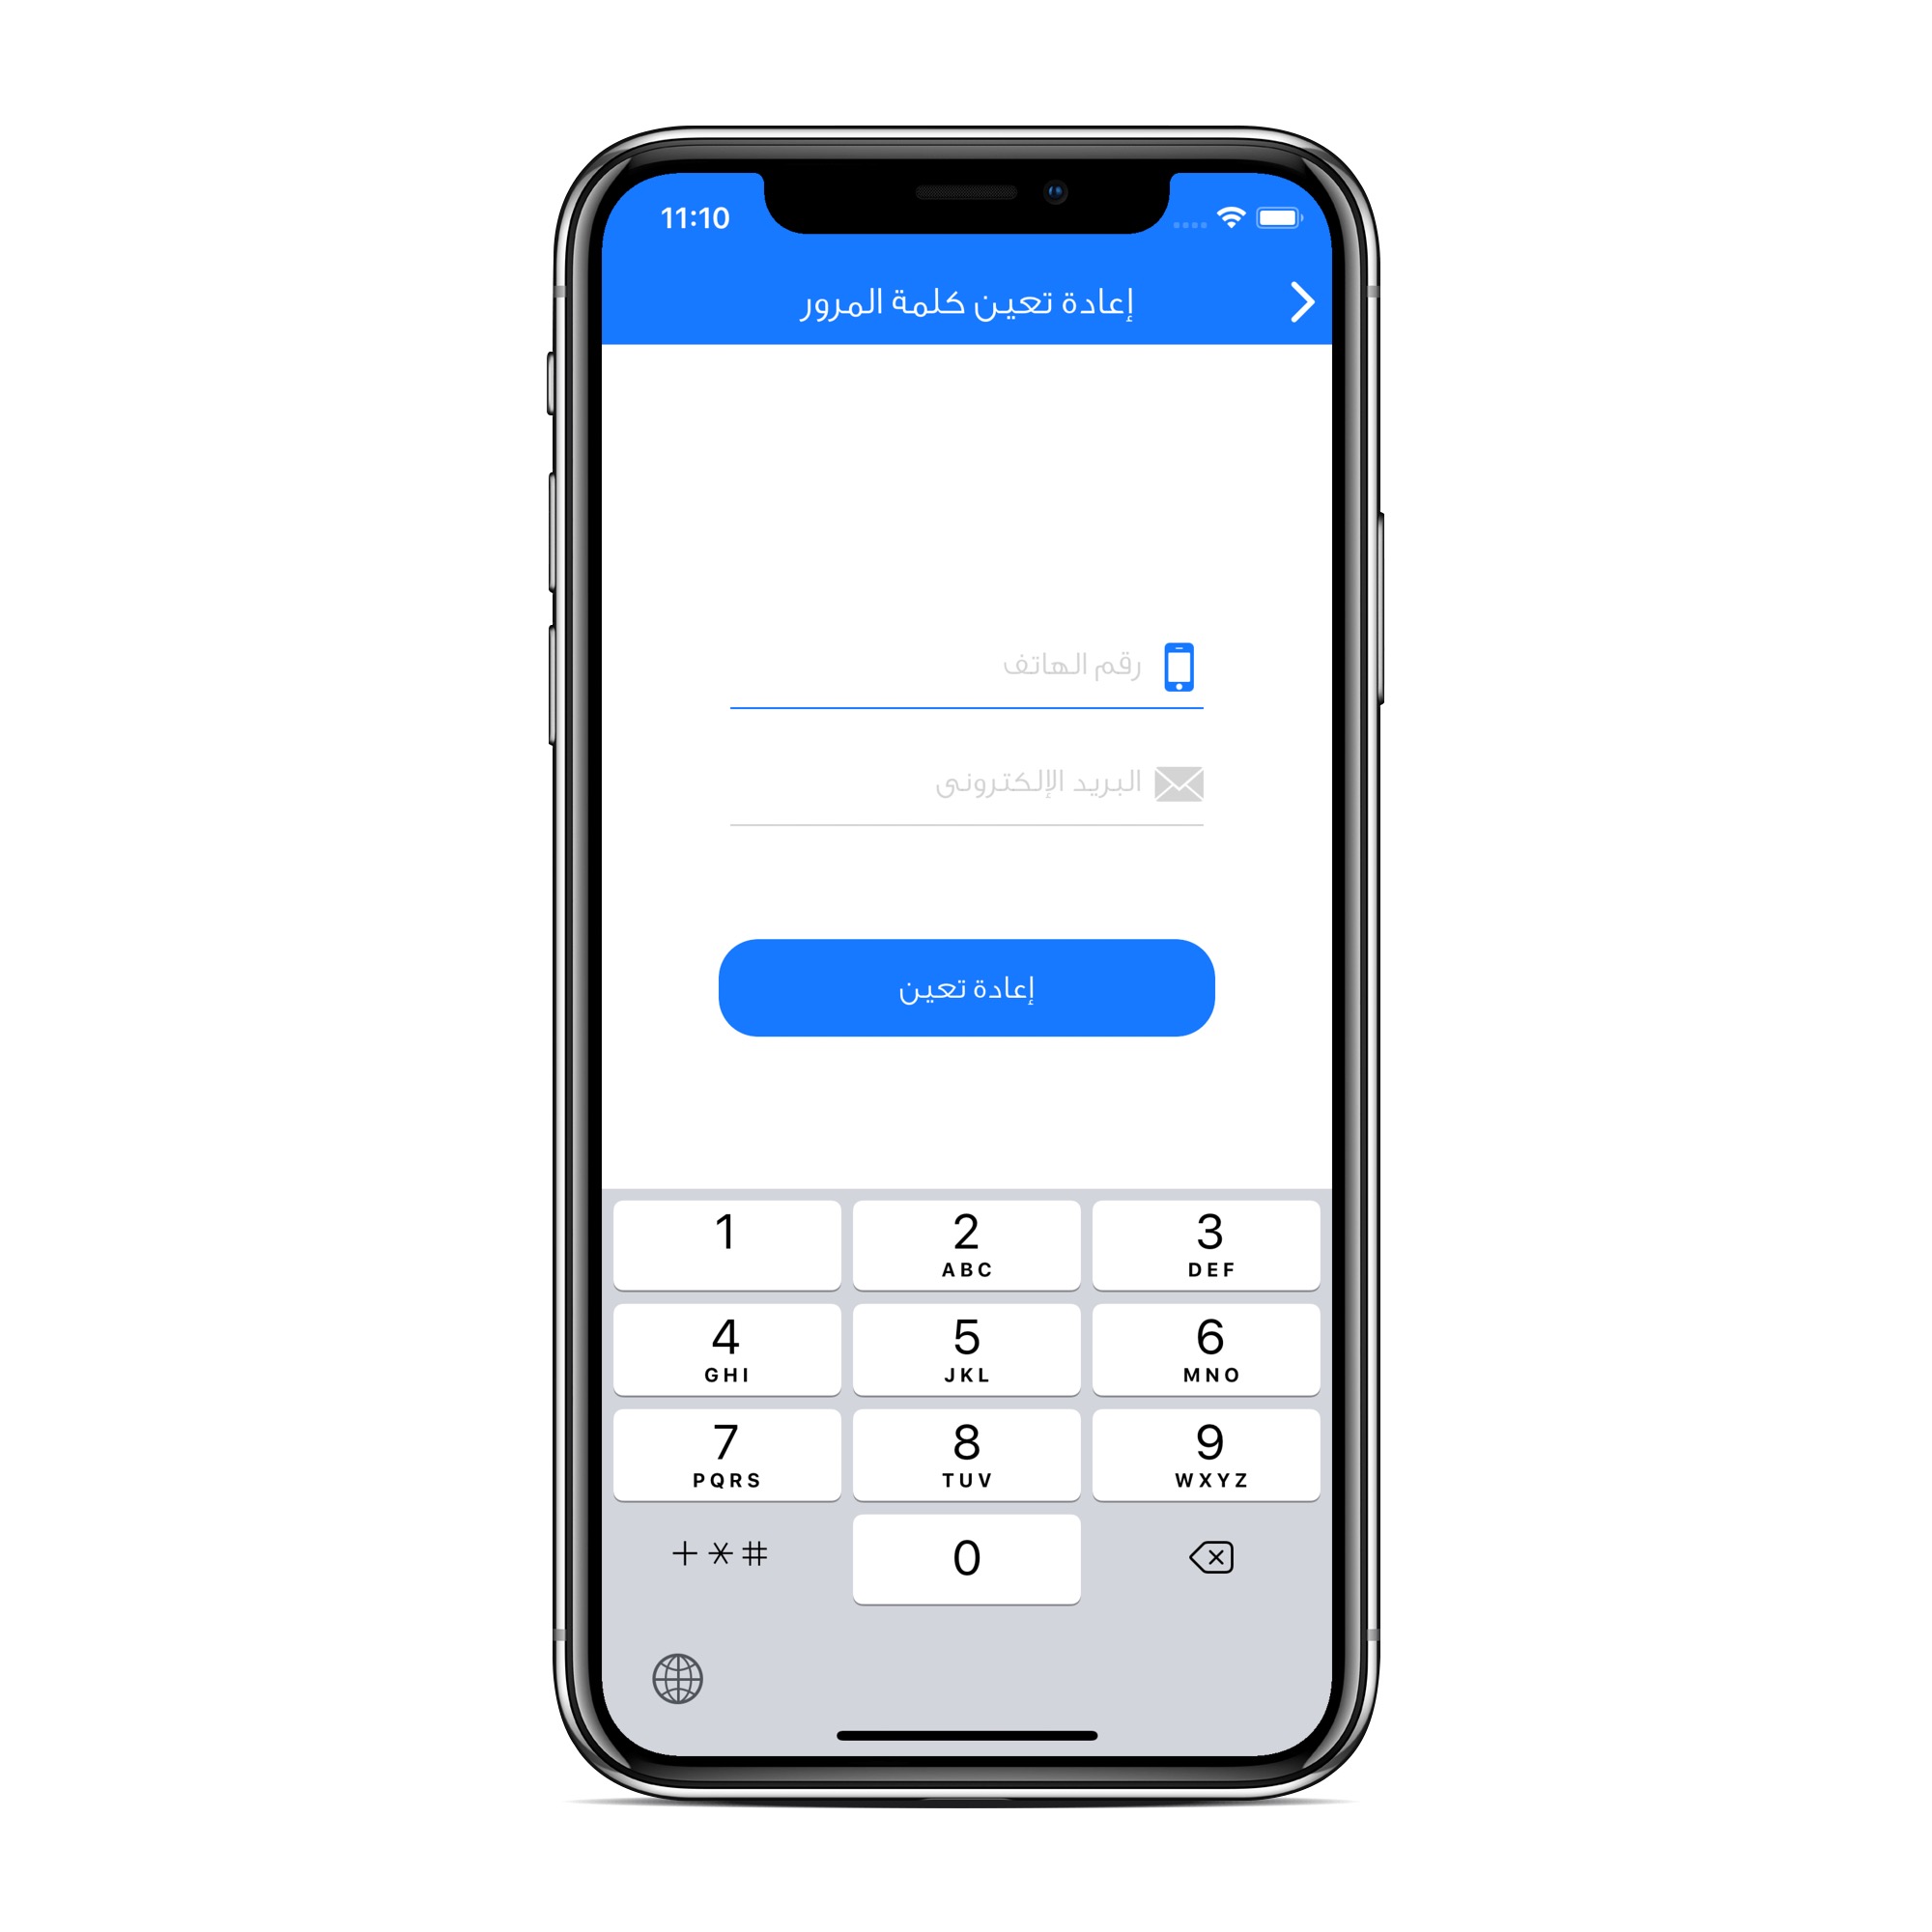 11:10
إعادة تعين كلمة المرور
رقم الهاتف
البريد الإلكترونى
إعادة تعين
1 2 3
ABC DEF
4 5 6
GHI JKL MNO
7 8 9
PQRS TUV WXYZ
+*# 0